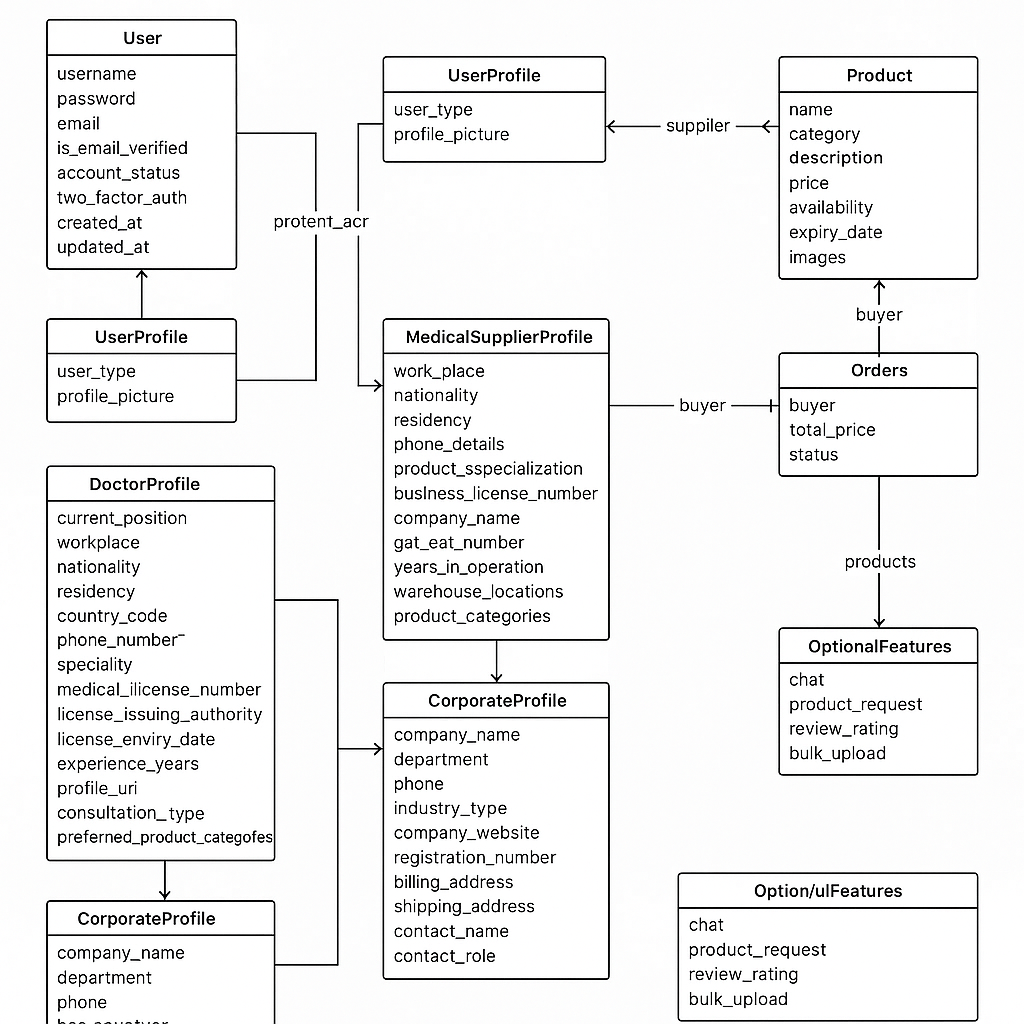 User
username
password
email
is_email_verified
account_status
two_factor_auth
created_at
updated_at
UserProfile
user_type
profile_picture
protent_acr
UserProfile
user_type
profile_picture
suppiler
Product
name
category
description
price
availability
expiry_date
images
buyer
MedicalSupplierProfile
work_place
nationality
residency
phone_details
product_sspecialization
buslness_license_number
company_name
gat_eat_number
years_in_operation
warehouse_locations
product_categories
buyer
Orders
buyer
total_price
status
products
DoctorProfile
current_position
workplace
nationality
residency
country_code
phone_number‾
speciality
medical_ilicense_number
license_issuing_authority
license_enviry_date
experience_years
profile_uri
consultation_type
preferned_product_categofes
CorporateProfile
company_name
department
phone
CorporateProfile
company_name
department
phone
industry_type
company_website
registration_number
billing_address
shipping_address
contact_name
contact_role
OptionalFeatures
chat
product_request
review_rating
bulk_upload
Option/ulFeatures
chat
product_request
review_rating
bulk_upload